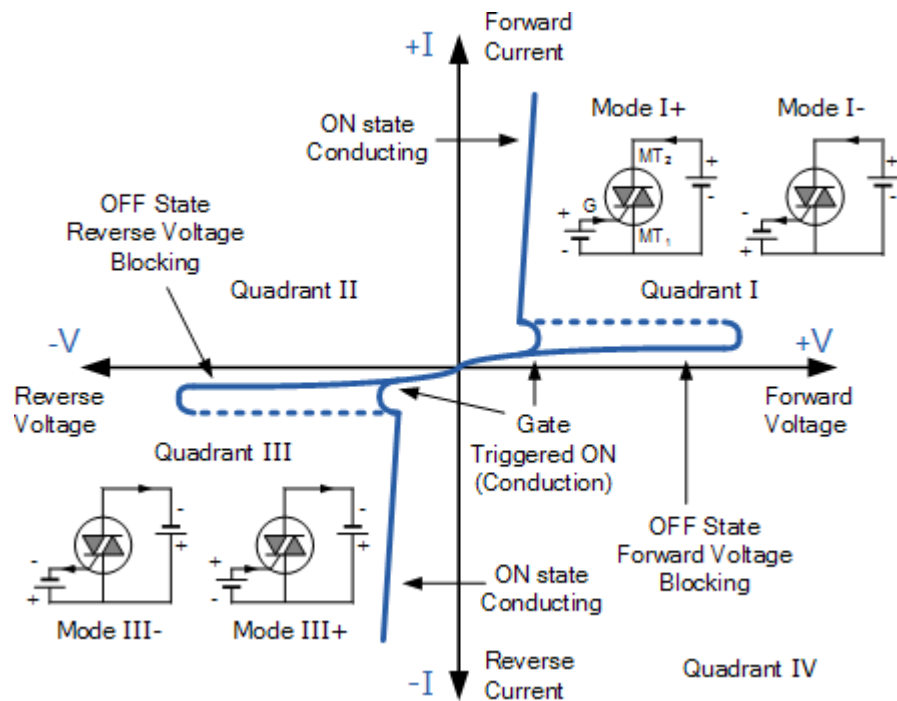 +I
Forward
Current
ON state
Conducting
Mode I+
Mode I-
MT₂
+
-
G
+
-
MT₁
+
-
-
+
OFF State
Reverse Voltage
Blocking
Quadrant II
Quadrant I
-V
+V
Reverse
Voltage
Forward
Voltage
Gate
Triggered ON
(Conduction)
Quadrant III
OFF State
Forward Voltage
Blocking
-
+
-
+
-
+
+
-
ON state
Conducting
Mode III-
Mode III+
-I
Reverse
Current
Quadrant IV